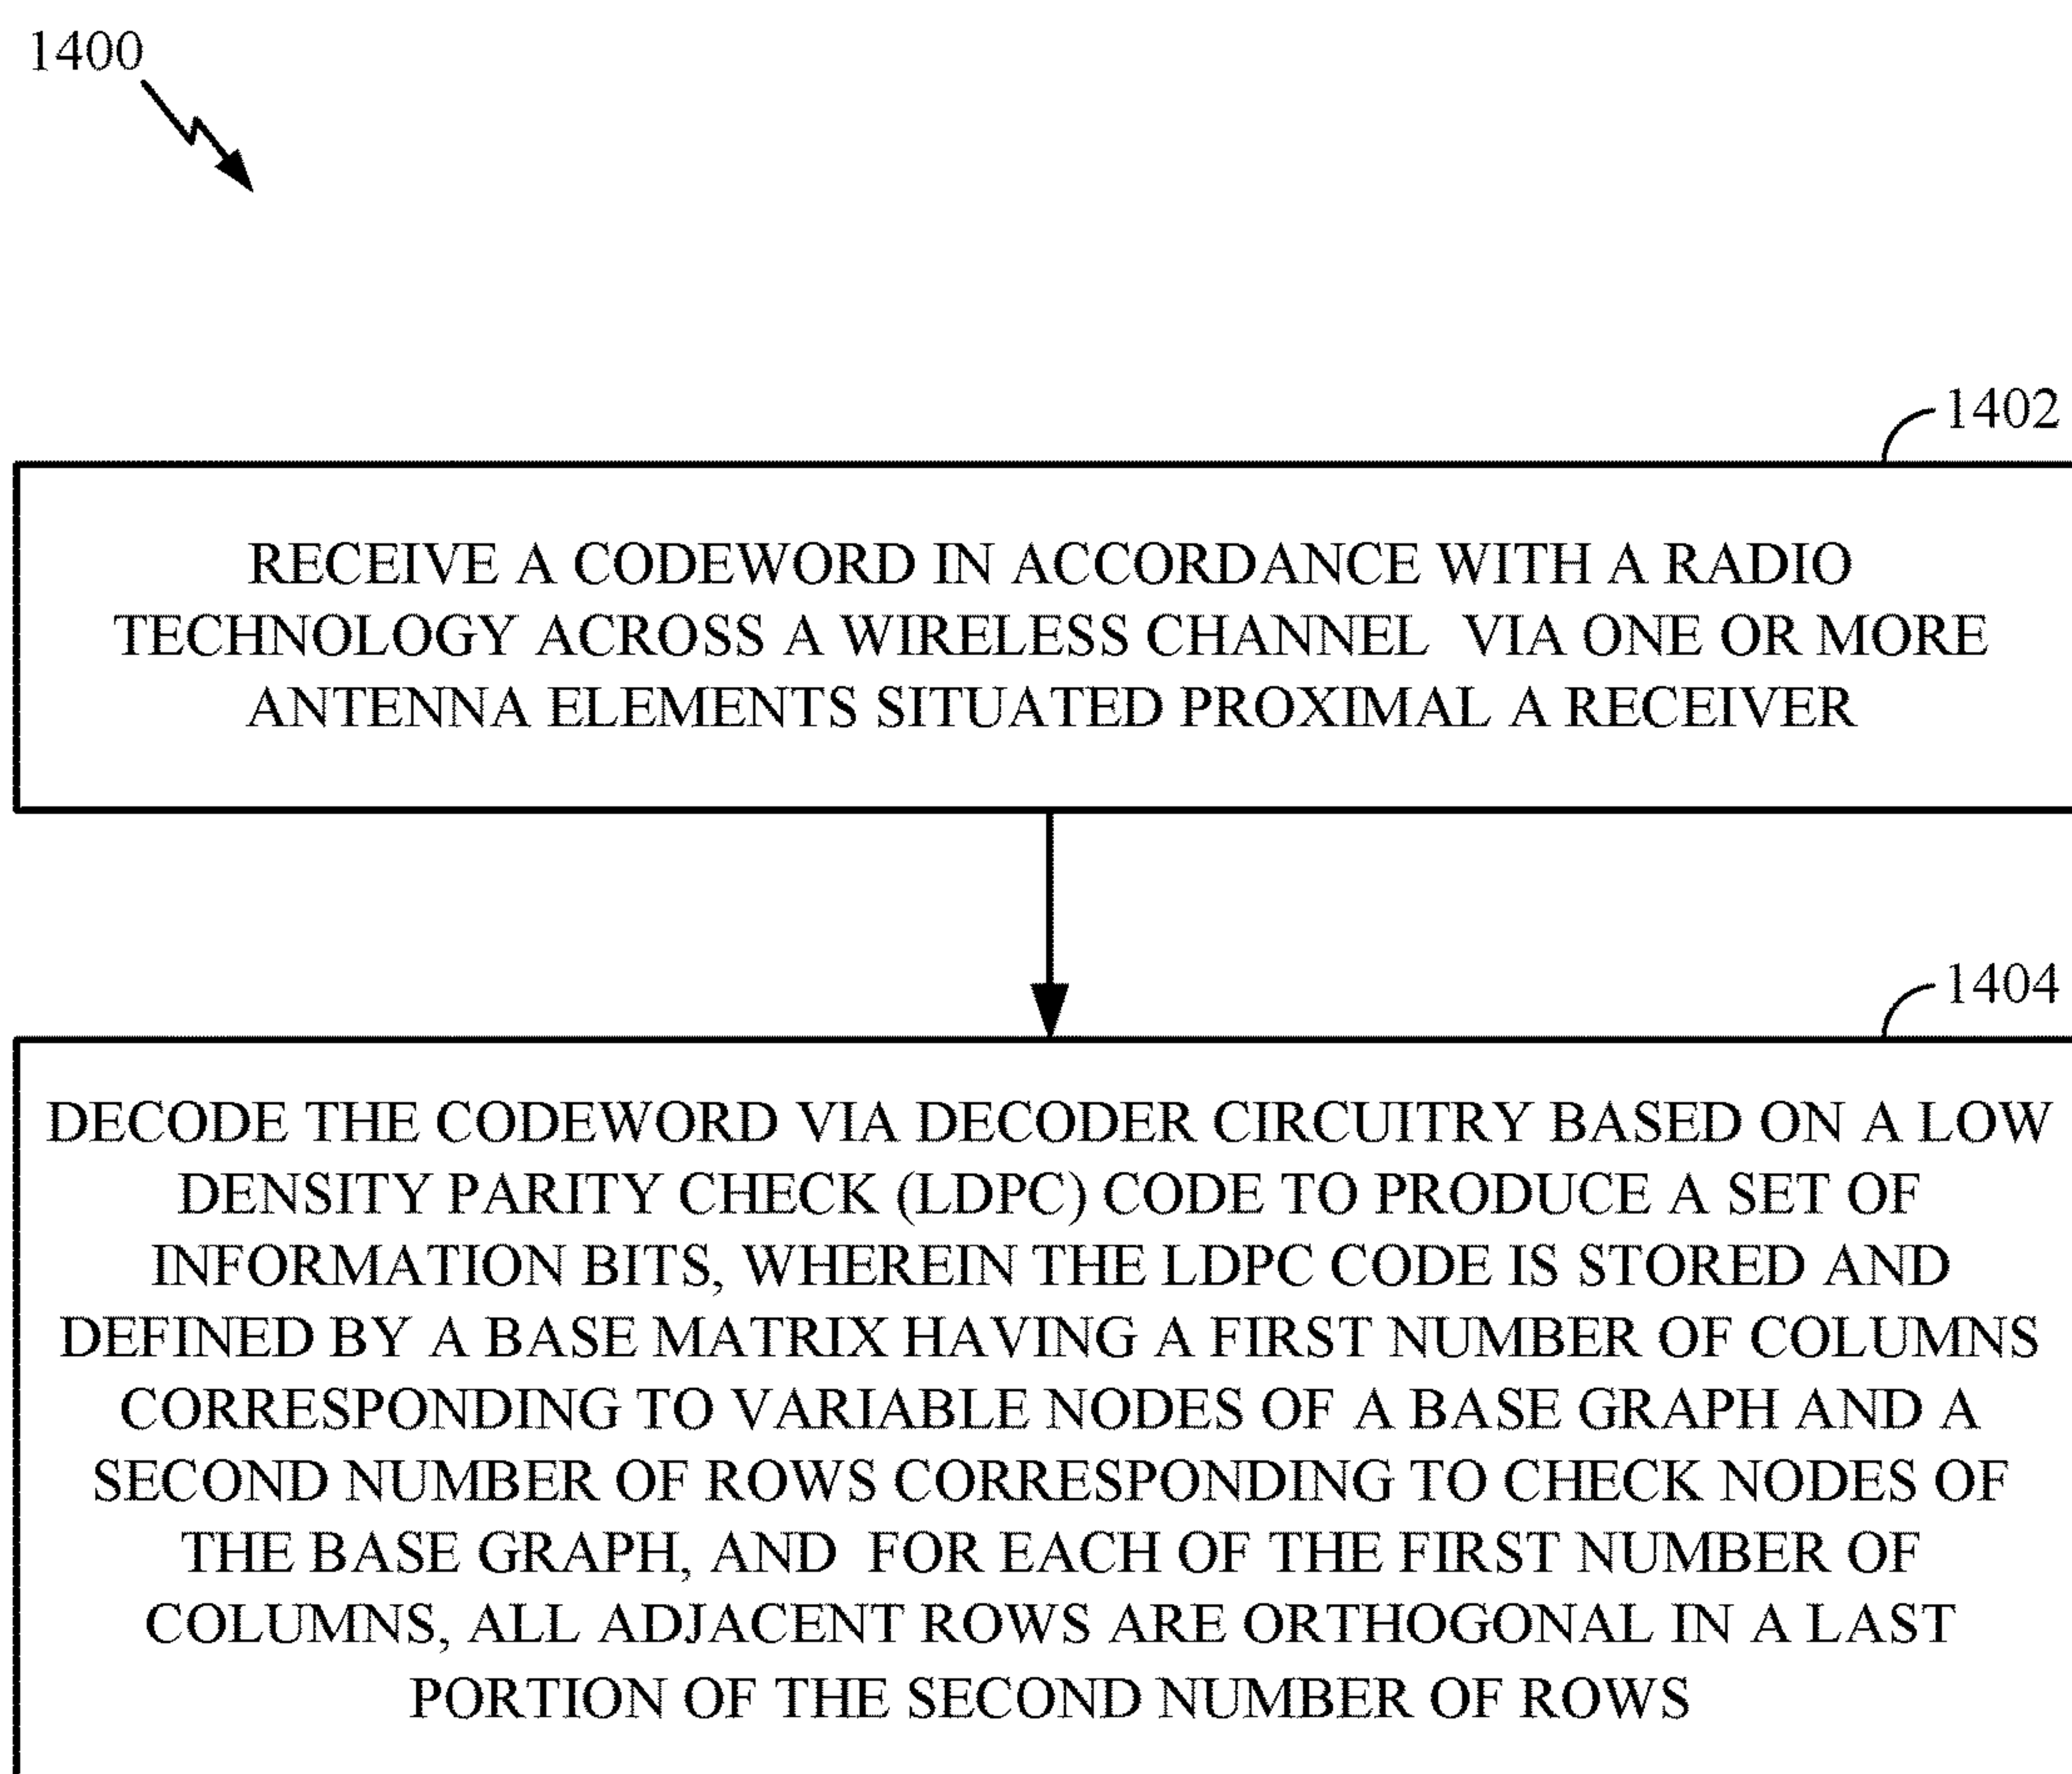 1400
1402
RECEIVE A CODEWORD IN ACCORDANCE WITH A RADIO
TECHNOLOGY ACROSS A WIRELESS CHANNEL VIA ONE OR MORE
ANTENNA ELEMENTS SITUATED PROXIMAL A RECEIVER
1404
DECODE THE CODEWORD VIA DECODER CIRCUITRY BASED ON A LOW
DENSITY PARITY CHECK (LDPC) CODE TO PRODUCE A SET OF
INFORMATION BITS, WHEREIN THE LDPC CODE IS STORED AND
DEFINED BY A BASE MATRIX HAVING A FIRST NUMBER OF COLUMNS
CORRESPONDING TO VARIABLE NODES OF A BASE GRAPH AND A
SECOND NUMBER OF ROWS CORRESPONDING TO CHECK NODES OF
THE BASE GRAPH, AND FOR EACH OF THE FIRST NUMBER OF
COLUMNS, ALL ADJACENT ROWS ARE ORTHOGONAL IN A LAST
PORTION OF THE SECOND NUMBER OF ROWS